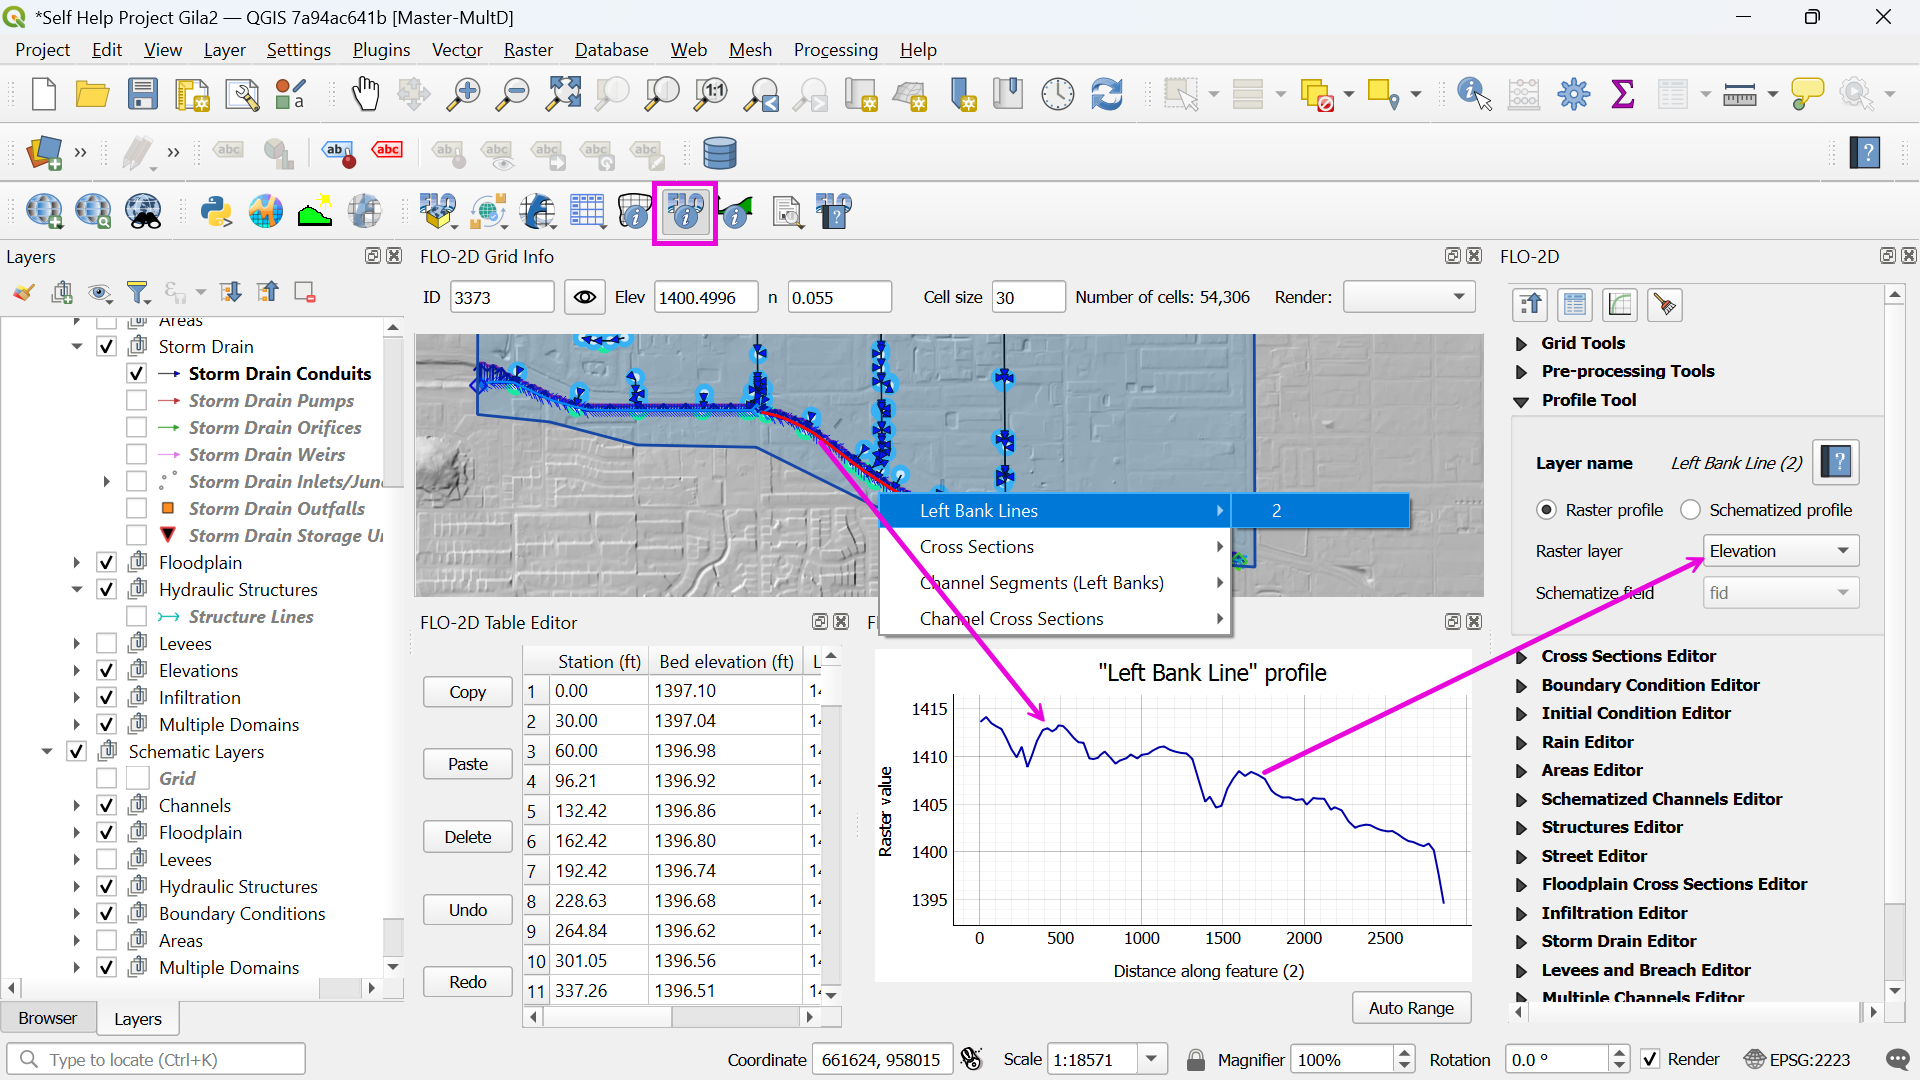 *Self Help Project Gila2 — QGIS 7a94ac641b [Master-MultD]
Project Edit View Layer Settings Plugins Vector Raster Database Web Mesh Processing Help
Layers
Areas
Storm Drain
Storm Drain Conduits
Storm Drain Pumps
Storm Drain Orifices
Storm Drain Weirs
Storm Drain Inlets/Jun
Storm Drain Outfalls
Storm Drain Storage U
Floodplain
Hydraulic Structures
Structure Lines
Levees
Elevations
Infiltration
Multiple Domains
Schematic Layers
Grid
Channels
Floodplain
Levees
Hydraulic Structures
Boundary Conditions
Areas
Multiple Domains
Browser Layers
FLO-2D Grid Info
ID 3373 Elev 1400.4996 n 0.055 Cell size 30 Number of cells: 54,306 Render:
Left Bank Lines 2
Cross Sections
Channel Segments (Left Banks)
Channel Cross Sections
FLO-2D Table Editor
Copy
Paste
Delete
Undo
Redo
Station (ft) Bed elevation (ft) L
1 0.00 1397.10 14
2 30.00 1397.04 14
3 60.00 1396.98 14
4 96.21 1396.92 14
5 132.42 1396.86 14
6 162.42 1396.80 14
7 192.42 1396.74 14
8 228.63 1396.68 14
9 264.84 1396.62 14
10 301.05 1396.56 14
11 337.26 1396.51 14
"Left Bank Line" profile
1415
1410
1405
1400
1395
Raster value
0 500 1000 1500 2000 2500
Distance along feature (2)
Auto Range
FLO-2D
Grid Tools
Pre-processing Tools
Profile Tool
Layer name Left Bank Line (2)
Raster profile Schematized profile
Raster layer Elevation
Schematize field fid
Cross Sections Editor
Boundary Condition Editor
Initial Condition Editor
Rain Editor
Areas Editor
Schematized Channels Editor
Structures Editor
Street Editor
Floodplain Cross Sections Editor
Infiltration Editor
Storm Drain Editor
Levees and Breach Editor
Multiple Channels Editor
Type to locate (Ctrl+K) Coordinate 661624, 958015 Scale 1:18571 Magnifier 100% Rotation 0.0 ° Render EPSG:2223